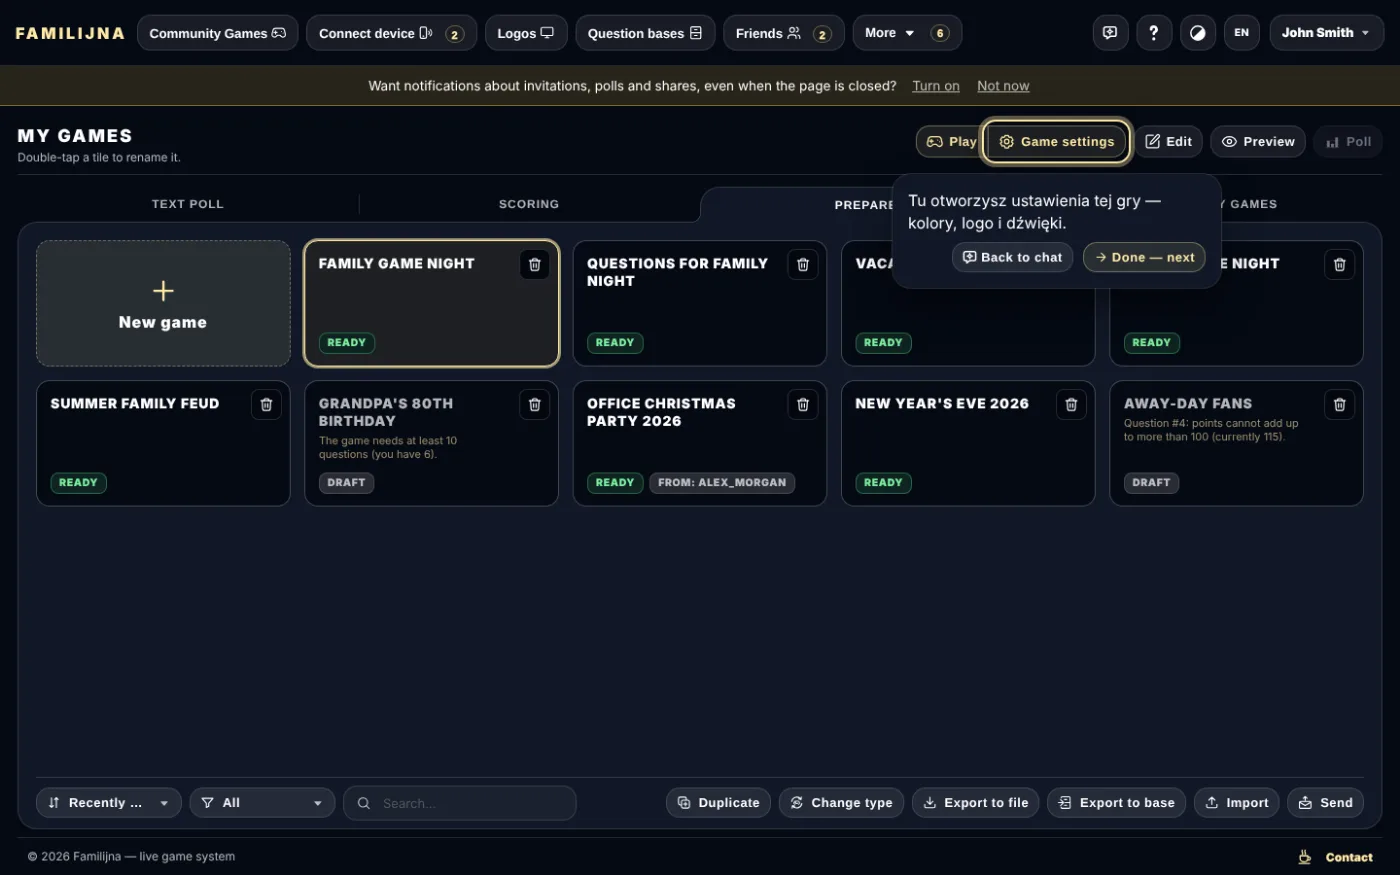 FAMILIJNA
Community Games
Connect device 2
Logos
Question bases
Friends 2
More 6
?
EN
John Smith
Want notifications about invitations, polls and shares, even when the page is closed? Turn on Not now
MY GAMES
Double-tap a tile to rename it.
Play
Game settings
Edit
Preview
Poll
TEXT POLL
SCORING
GAMES
Tu otworzysz ustawienia tej gry —
kolory, logo i dźwięki.
Back to chat
→ Done — next
New game
FAMILY GAME NIGHT
READY
QUESTIONS FOR FAMILY
NIGHT
READY
READY
NIGHT
READY
SUMMER FAMILY FEUD
READY
GRANDPA'S 80TH
BIRTHDAY
The game needs at least 10
questions (you have 6).
DRAFT
OFFICE CHRISTMAS
PARTY 2026
READY
FROM: ALEX_MORGAN
NEW YEAR'S EVE 2026
READY
AWAY-DAY FANS
Question #4: points cannot add up
to more than 100 (currently 115).
DRAFT
Recently ...
All
Search...
Duplicate
Change type
Export to file
Export to base
Import
Send
© 2026 Familijna — live game system
Contact